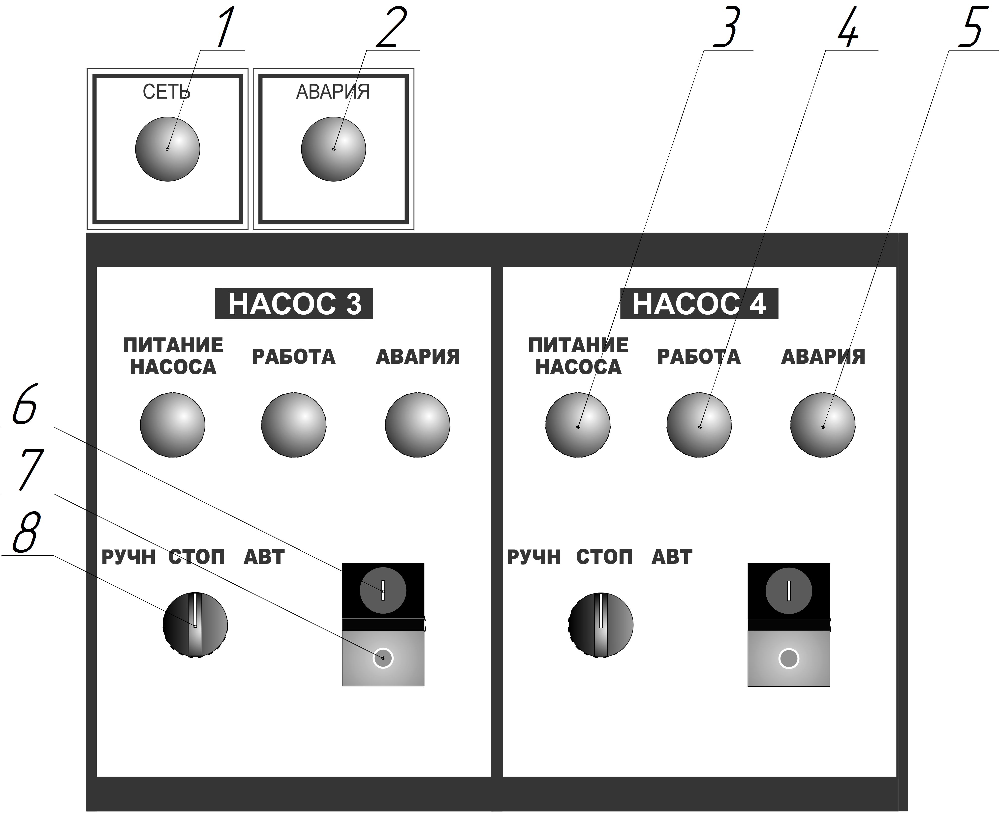 1 2 3 4 5
СЕТЬ АВАРИЯ
НАСОС 3 НАСОС 4
ПИТАНИЕ
НАСОСА
РАБОТА
АВАРИЯ
ПИТАНИЕ
НАСОСА
РАБОТА
АВАРИЯ
6
7
8
РУЧН СТОП АВТ
РУЧН СТОП АВТ